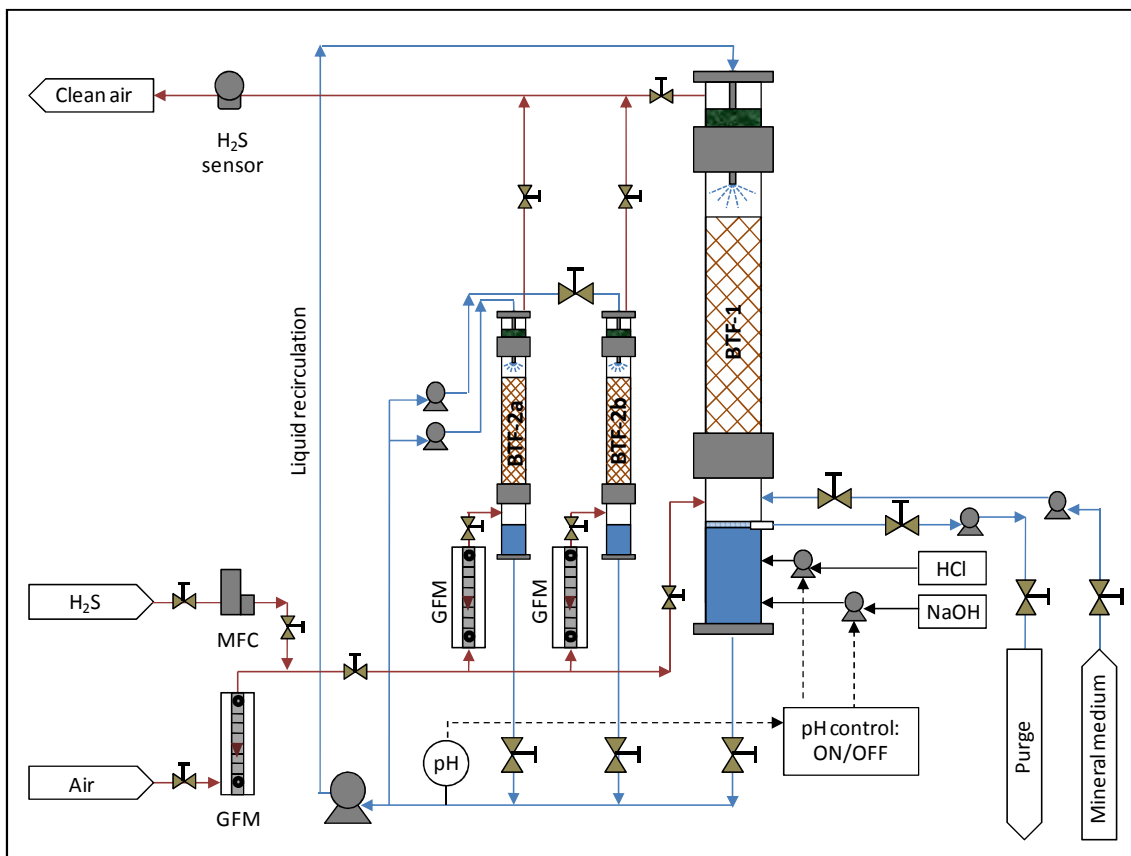 Clean air
H₂S
sensor
Liquid recirculation
BTF-1
BTF-2a
BTF-2b
GFM
GFM
HCl
NaOH
H₂S
MFC
pH control:
ON/OFF
pH
Purge
Mineral medium
Air
GFM